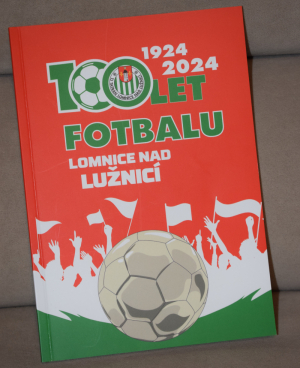 1924
2024
100 LET
FOTBALU
LOMNICE NAD
LUŽNICÍ